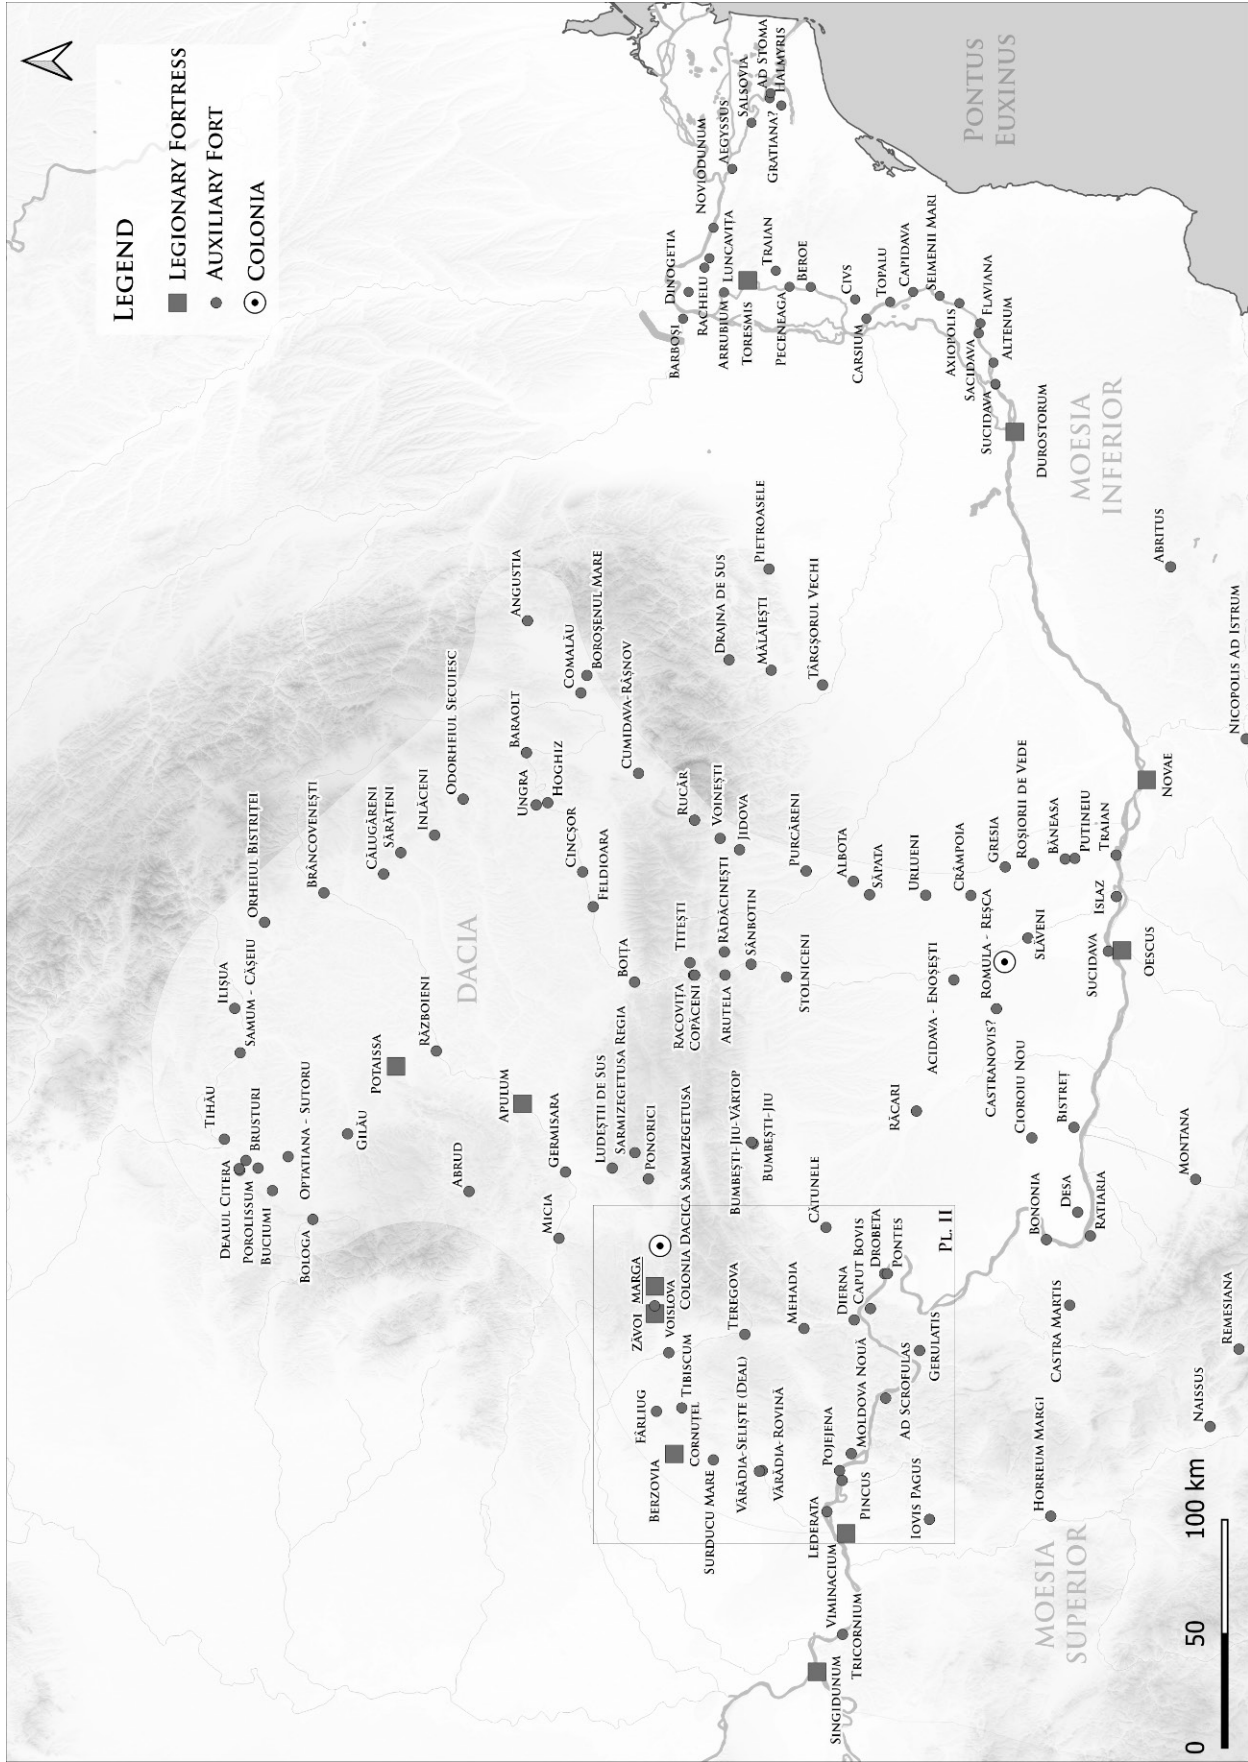 LEGEND
LEGIONARY FORTRESS
AUXILIARY FORT
COLONIA
PONTUS
EUXINUS
DACIA
MOESIA
INFERIOR
MOESIA
SUPERIOR
TIHĂU
DEALUL CITERA
POROLISSUM
BRUSTURI
BUCIUMI
BOLOGA
OPTATIANA - SUTORU
ILIȘUA
SAMUM - CĂȘEIU
ORHEIUL BISTRIȚEI
BRÂNCOVENEȘTI
CĂLUGĂRENI
SĂRĂȚENI
INLĂCENI
ODORHEIUL SECUIESC
GILĂU
POTAISSA
RĂZBOIENI
ABRUD
APULUM
GERMISARA
MICIA
BARAOLT
UNGRA
HOGHIZ
ANGUSTIA
COMALĂU
BOROȘENUL MARE
CINCȘOR
FELDIOARA
CUMIDAVA-RÂȘNOV
LUDEȘTII DE SUS
SARMIZEGETUSA REGIA
PONORICI
BOIȚA
COLONIA DACICA SARMIZEGETUSA
ZĂVOI
MARGA
VOISLOVA
FÂRLIUG
TIBISCUM
BERZOVIA
CORNUȚEL
SURDUCU MARE
VĂRĂDIA-SELIȘTE (DEAL)
VĂRĂDIA- ROVINĂ
TEREGOVA
MEHADIA
RACOVIȚA
COPĂCENI
TITEȘTI
ARUTELA
RĂDĂCINEȘTI
SÂNBOTIN
STOLNICENI
BUMBEȘTI-JIU-VÂRTOP
BUMBEȘTI-JIU
CĂTUNELE
RUCĂR
VOINEȘTI
JIDOVA
PURCĂRENI
ALBOTA
SĂPATA
URLUENI
CRÂMPOIA
GRESIA
ROȘIORII DE VEDE
BĂNEASA
PUTINEIU
TRAIAN
ISLAZ
DRAJNA DE SUS
MĂLĂIEȘTI
PIETROASELE
TÂRGȘORUL VECHI
ACIDAVA - ENOȘEȘTI
ROMULA - REȘCA
SLĂVENI
CASTRANOVIS?
RĂCARI
CIOROIU NOU
BISTREȚ
DESA
BONONIA
RATIARIA
MONTANA
SUCIDAVA
OESCUS
NOVAE
NICOPOLIS AD ISTRUM
ABRITUS
DUROSTORUM
SUCIDAVA
ALTENUM
SACIDAVA
FLAVIANA
AXIOPOLIS
SEIMENII MARI
CAPIDAVA
TOPALU
CARSIUM
CIVS
BEROE
PECENEAGA
TRAIAN
TORESMIS
ARRUBIUM
LUNCAVIȚA
RACHELU
DINOGETIA
BARBOȘI
NOVIODUNUM
AEGYSSUS
SALSOVIA
AD STOMA
HALMYRIS
GRATIANA?
PL. II
DIERNA
CAPUT BOVIS
DROBETA
PONTES
GERULATIS
AD SCROFULAS
MOLDOVA NOUĂ
POJEJENA
PINCUS
LEDERATA
VIMINACIUM
TRICORNIUM
SINGIDUNUM
IOVIS PAGUS
HORREUM MARGI
CASTRA MARTIS
NAISSUS
REMESIANA
0 50 100 km